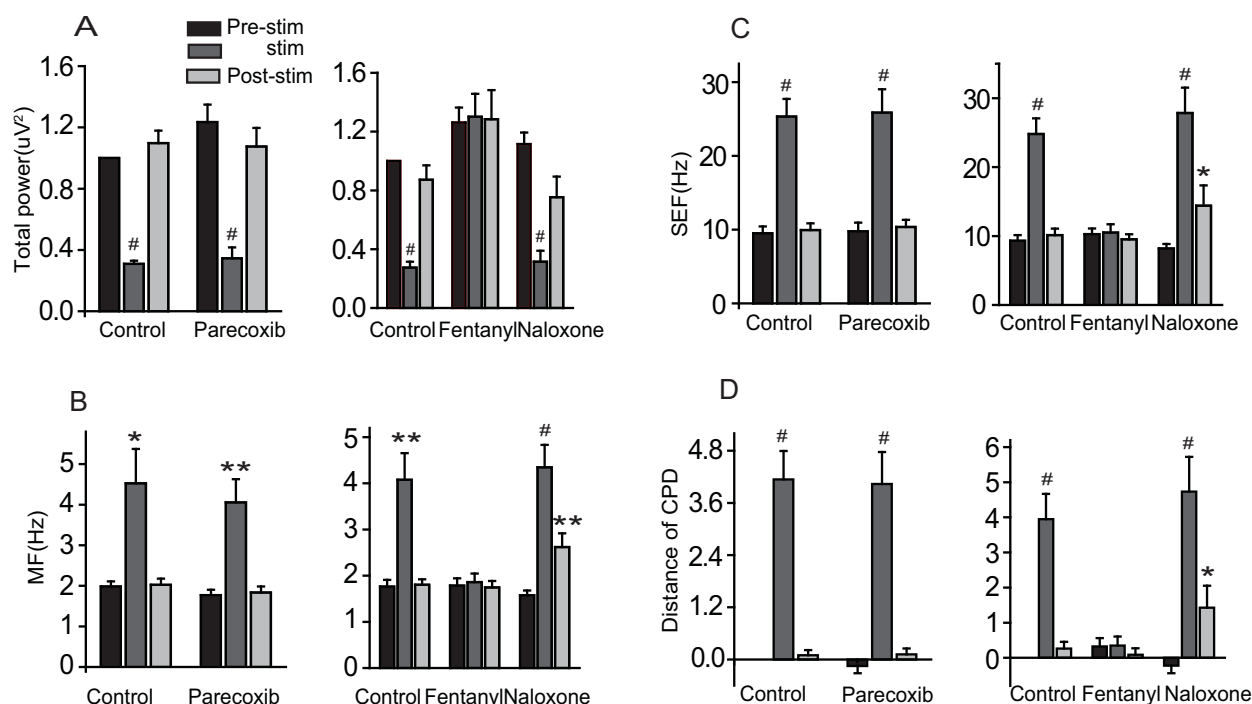 A
Pre-stim
stim
Post-stim
Total power(uV²)
1.6
1.2
0.8
0.4
0.0
#
#
Control
Parecoxib
1.6
1.2
0.8
0.4
0.0
#
#
Control
Fentanyl
Naloxone
C
SEF(Hz)
30
20
10
0
#
#
Control
Parecoxib
30
20
10
0
#
#
*
Control
Fentanyl
Naloxone
B
MF(Hz)
5
4
3
2
1
0
*
**
Control
Parecoxib
5
4
3
2
1
0
**
#
**
Control
Fentanyl
Naloxone
D
Distance of CPD
4.8
3.6
2.4
1.2
0.0
#
#
Control
Parecoxib
6
5
4
3
2
1
0
#
#
*
Control
Fentanyl
Naloxone